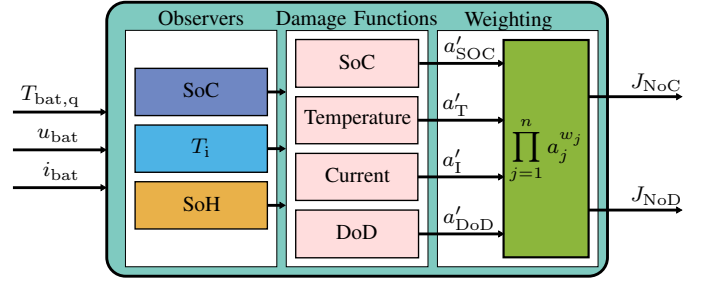 Observers Damage Functions Weighting
T_bat,q
u_bat
i_bat
SoC
T_i
SoH
SoC
Temperature
Current
DoD
a′_SOC
a′_T
a′_I
a′_DoD
∏_{j=1}^{n} a_j^{w_j}
J_NoC
J_NoD